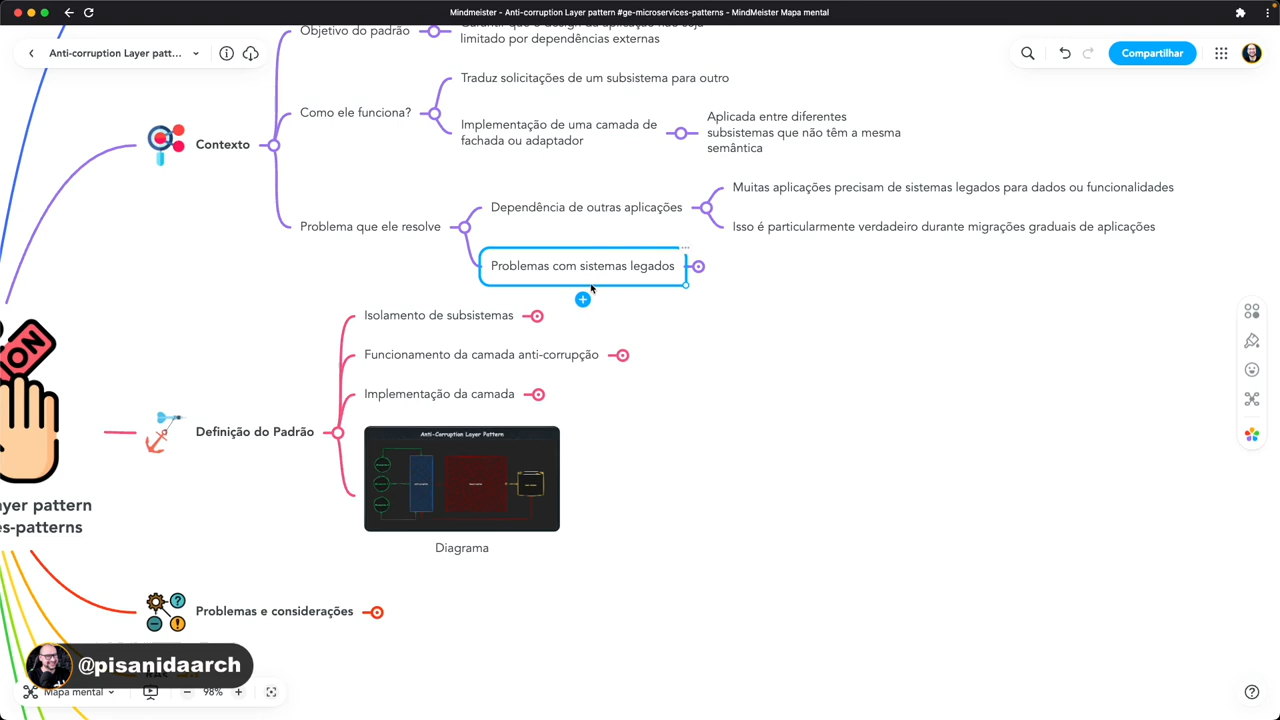 Mindmeister - Anti-corruption Layer pattern #ge-microservices-patterns - MindMeister Mapa mental
Anti-corruption Layer patt...
Compartilhar
Objetivo do padrão
limitado por dependências externas
Como ele funciona?
Traduz solicitações de um subsistema para outro
Implementação de uma camada de
fachada ou adaptador
Aplicada entre diferentes
subsistemas que não têm a mesma
semântica
Contexto
Problema que ele resolve
Dependência de outras aplicações
Muitas aplicações precisam de sistemas legados para dados ou funcionalidades
Isso é particularmente verdadeiro durante migrações graduais de aplicações
Problemas com sistemas legados
Isolamento de subsistemas
Funcionamento da camada anti-corrupção
Implementação da camada
Definição do Padrão
Anti-Corruption Layer Pattern
Diagrama
ION
ayer pattern
es-patterns
Problemas e considerações
@pisanidaarch
Mapa mental
98%